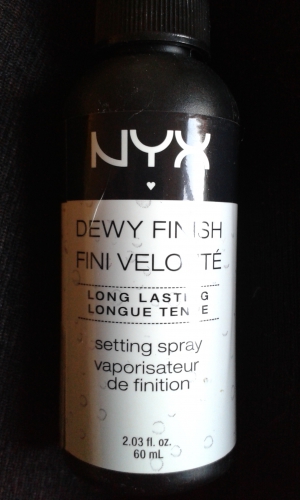 NYX
DEWY FINISH
FINI VELOUTÉ
LONG LASTING
LONGUE TENUE
setting spray
vaporisateur
de finition
2.03 fl. oz.
60 mL